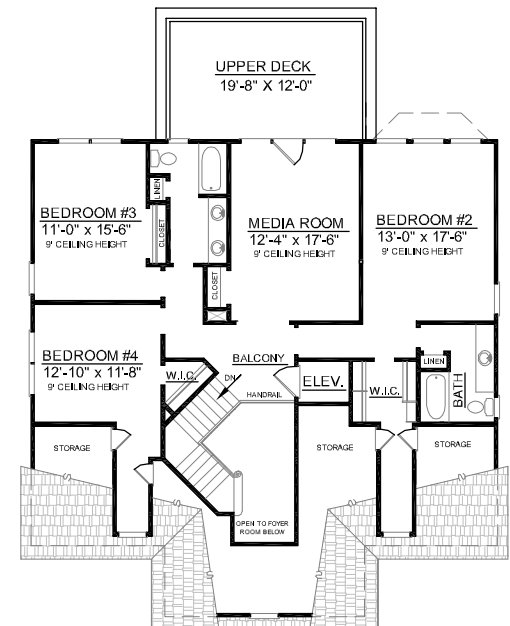 UPPER DECK
19'-8" X 12'-0"
LINEN
BEDROOM #3
11'-0" x 15'-6"
9' CEILING HEIGHT
CLOSET
MEDIA ROOM
12'-4" x 17'-6"
9' CEILING HEIGHT
BEDROOM #2
13'-0" x 17'-6"
9' CEILING HEIGHT
CLOSET
BEDROOM #4
12'-10" x 11'-8"
9' CEILING HEIGHT
W.I.C.
BALCONY
DN
HANDRAIL
ELEV.
W.I.C.
LINEN
BATH
STORAGE
STORAGE
STORAGE
OPEN TO FOYER
ROOM BELOW